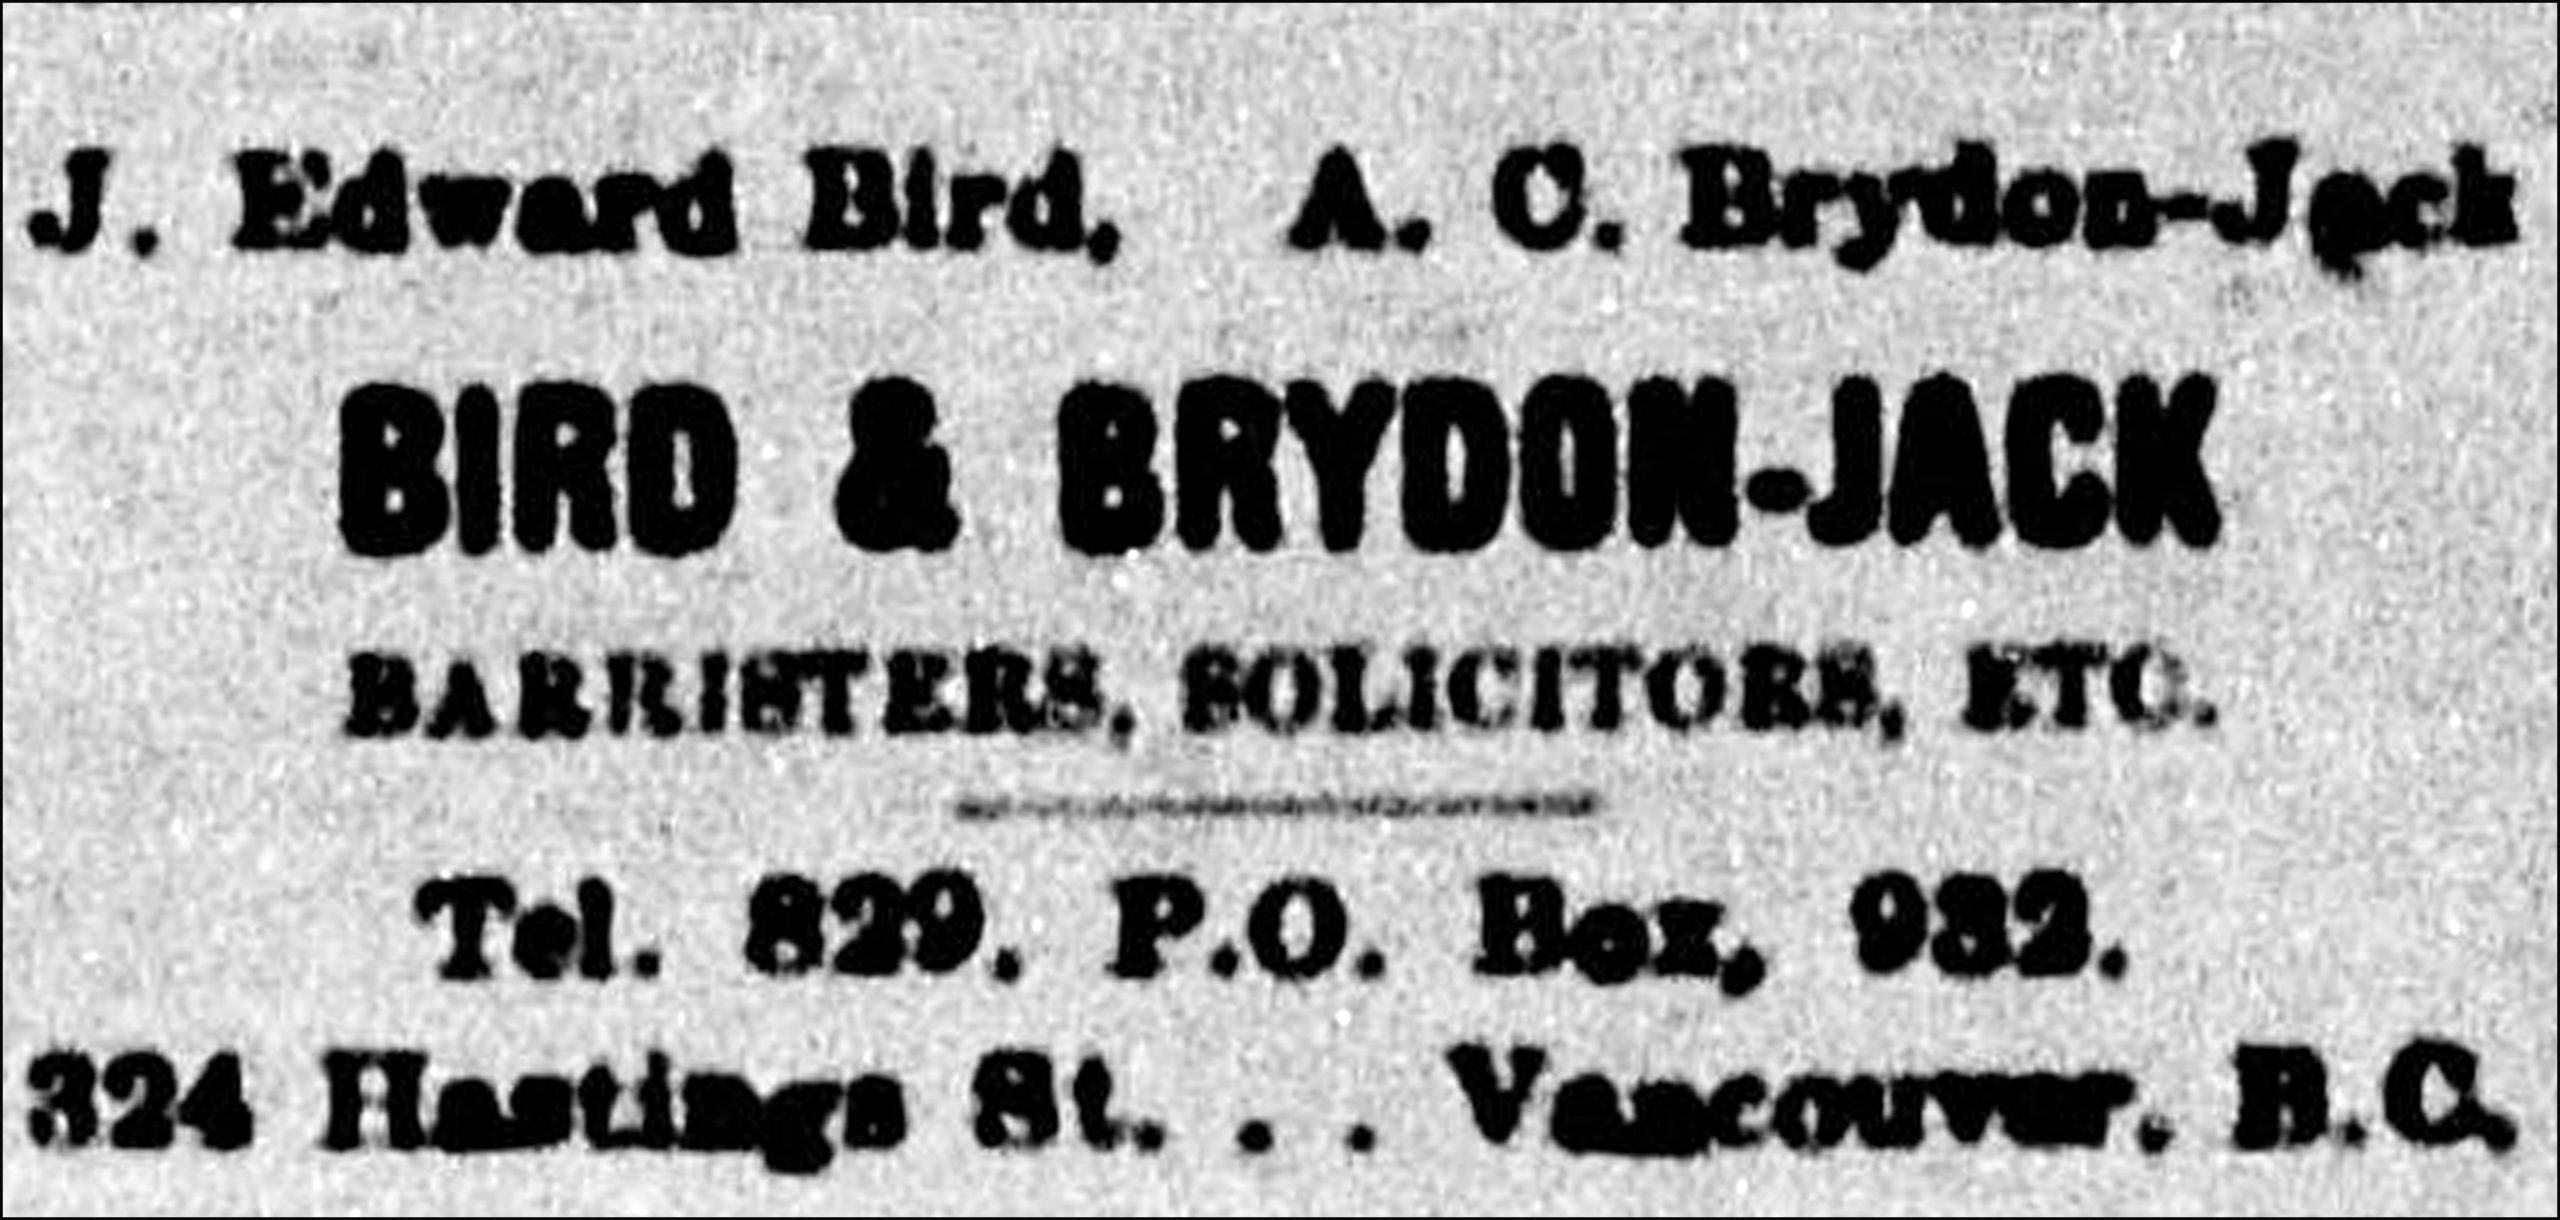 J. Edward Bird, A. C. Brydon-Jack
BIRD & BRYDON-JACK
BARRISTERS, SOLICITORS, ETC.
Tel. 829. P.O. Box, 932.
324 Hastings St. . . Vancouver, B.C.